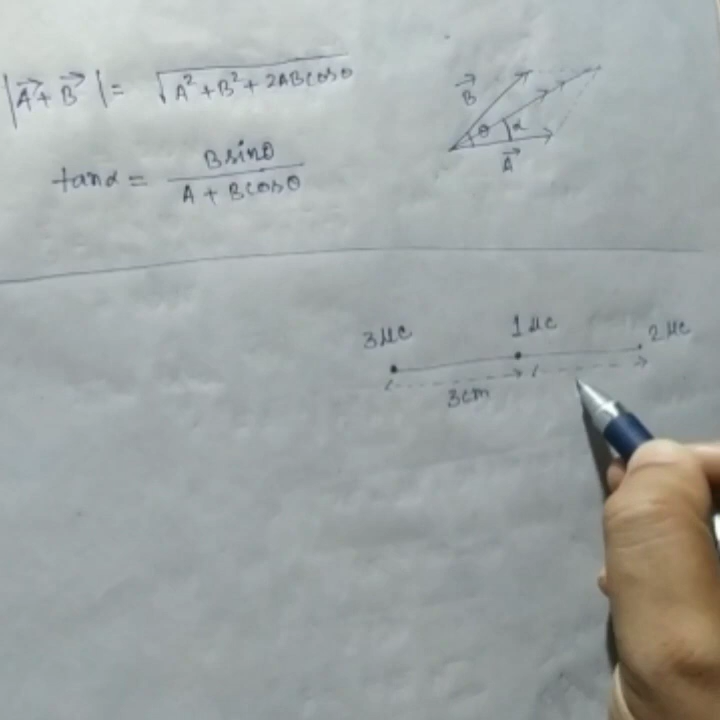 |A⃗ + B⃗| = √A² + B² + 2ABcosθ
B⃗
θ
α
A⃗
tanα = Bsinθ / A + Bcosθ
3μc
1μc
2μc
3cm